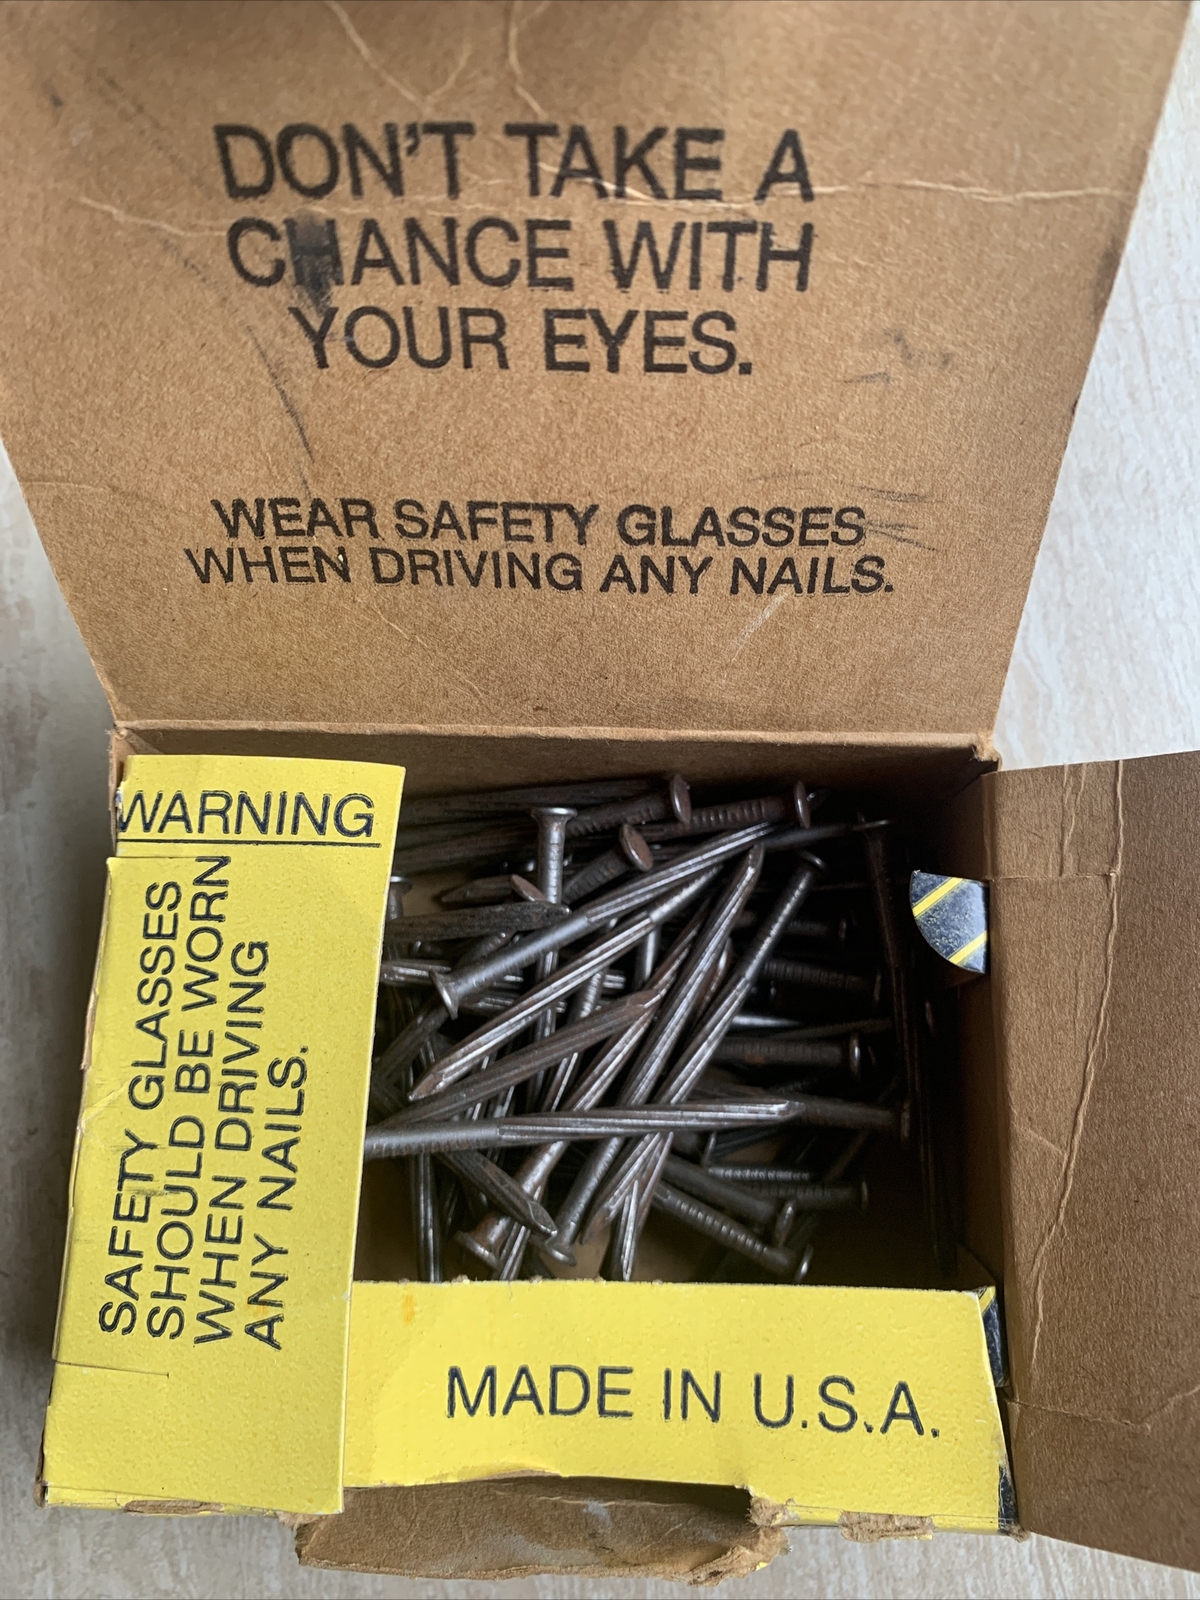 DON'T TAKE A
CHANCE WITH
YOUR EYES.
WEAR SAFETY GLASSES
WHEN DRIVING ANY NAILS.
WARNING
SAFETY GLASSES
SHOULD BE WORN
WHEN DRIVING
ANY NAILS.
MADE IN U.S.A.